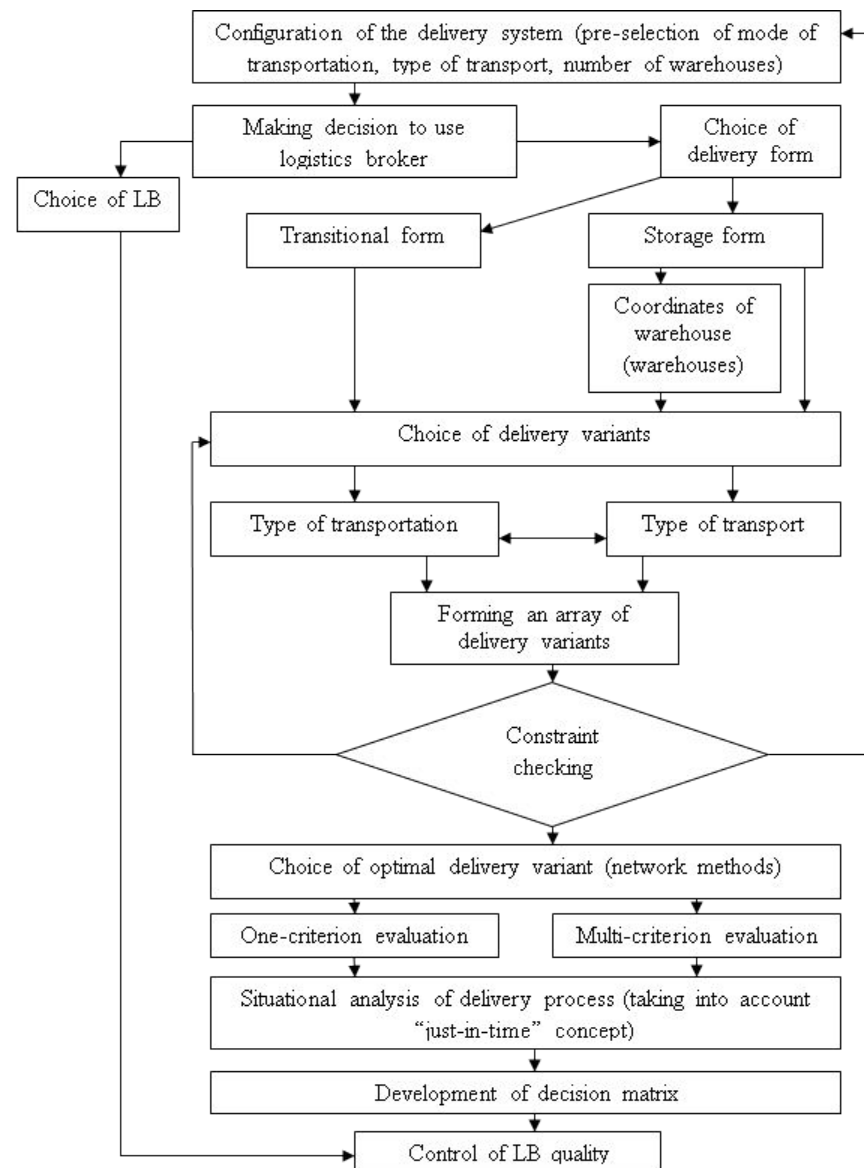 Configuration of the delivery system (pre-selection of mode of
transportation, type of transport, number of warehouses)
Making decision to use
logistics broker
Choice of
delivery form
Choice of LB
Transitional form
Storage form
Coordinates of
warehouse
(warehouses)
Choice of delivery variants
Type of transportation
Type of transport
Forming an array of
delivery variants
Constraint
checking
Choice of optimal delivery variant (network methods)
One-criterion evaluation
Multi-criterion evaluation
Situational analysis of delivery process (taking into account
“just-in-time” concept)
Development of decision matrix
Control of LB quality